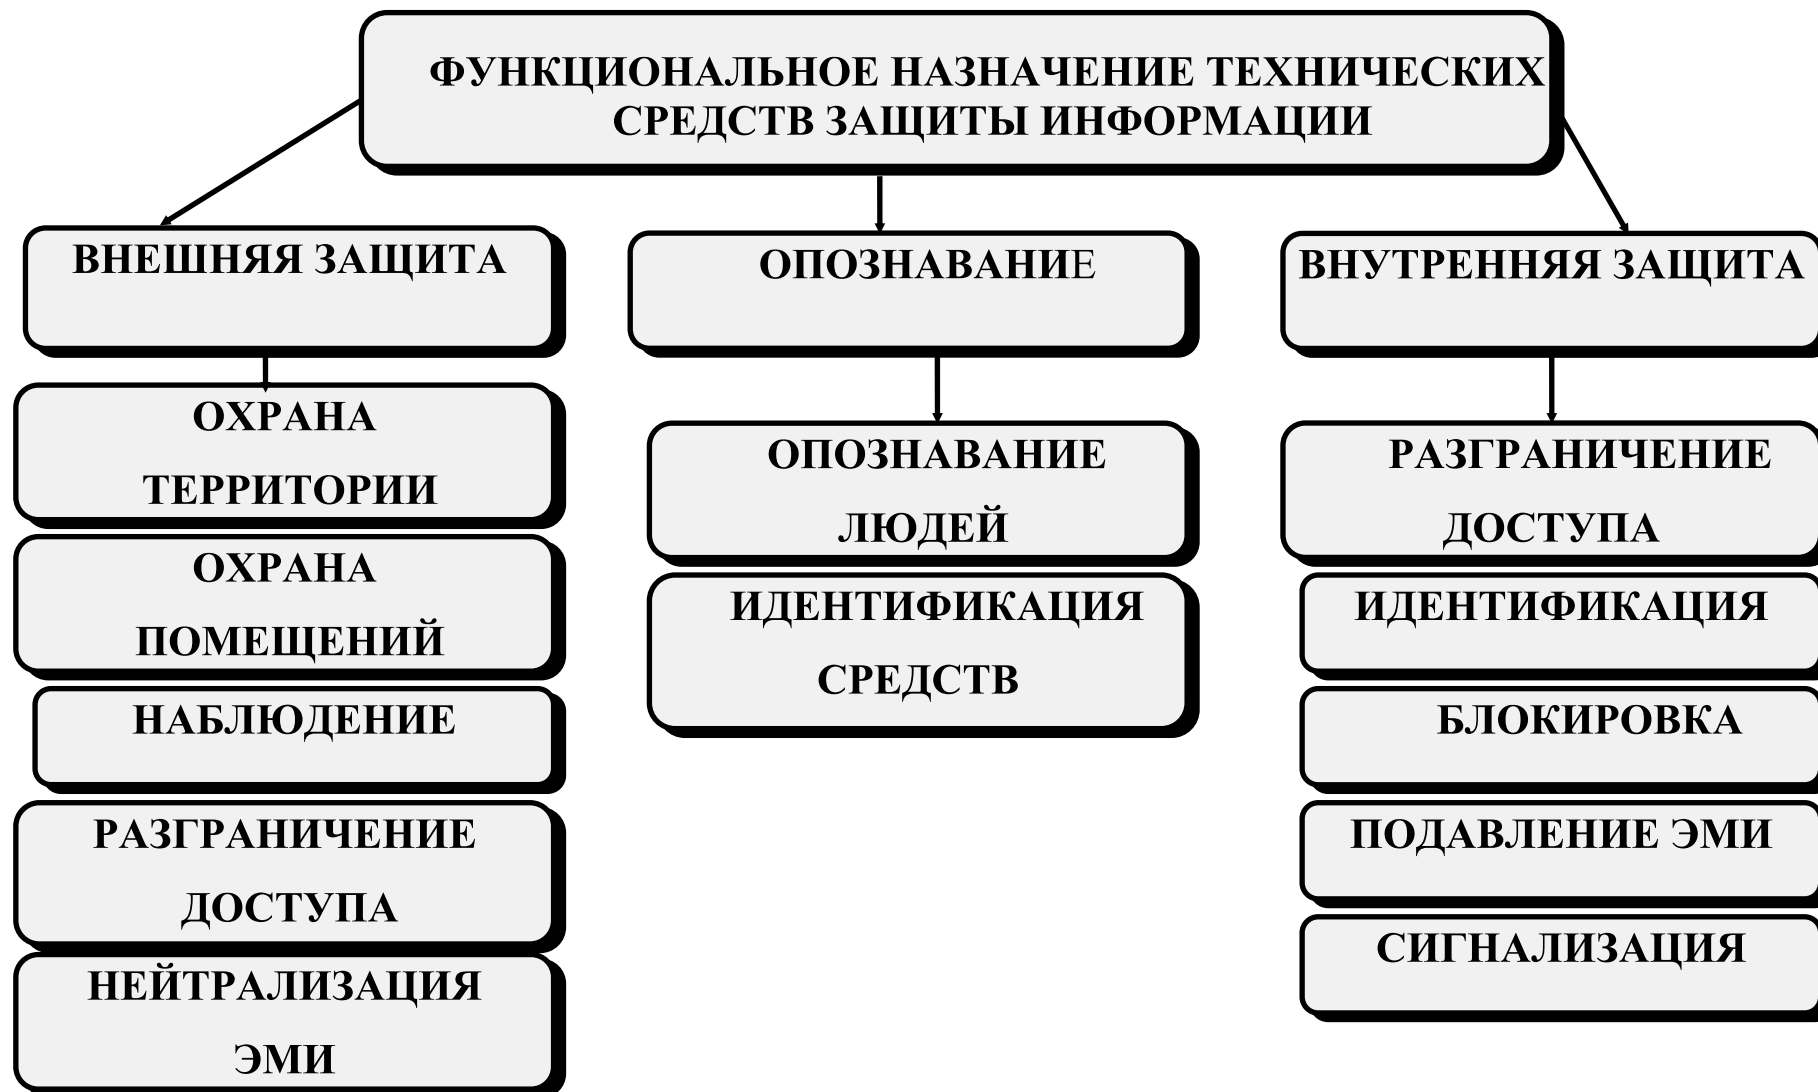 ФУНКЦИОНАЛЬНОЕ НАЗНАЧЕНИЕ ТЕХНИЧЕСКИХ
СРЕДСТВ ЗАЩИТЫ ИНФОРМАЦИИ
ВНЕШНЯЯ ЗАЩИТА
ОХРАНА
ТЕРРИТОРИИ
ОХРАНА
ПОМЕЩЕНИЙ
НАБЛЮДЕНИЕ
РАЗГРАНИЧЕНИЕ
ДОСТУПА
НЕЙТРАЛИЗАЦИЯ
ЭМИ
ОПОЗНАВАНИЕ
ОПОЗНАВАНИЕ
ЛЮДЕЙ
ИДЕНТИФИКАЦИЯ
СРЕДСТВ
ВНУТРЕННЯЯ ЗАЩИТА
РАЗГРАНИЧЕНИЕ
ДОСТУПА
ИДЕНТИФИКАЦИЯ
БЛОКИРОВКА
ПОДАВЛЕНИЕ ЭМИ
СИГНАЛИЗАЦИЯ